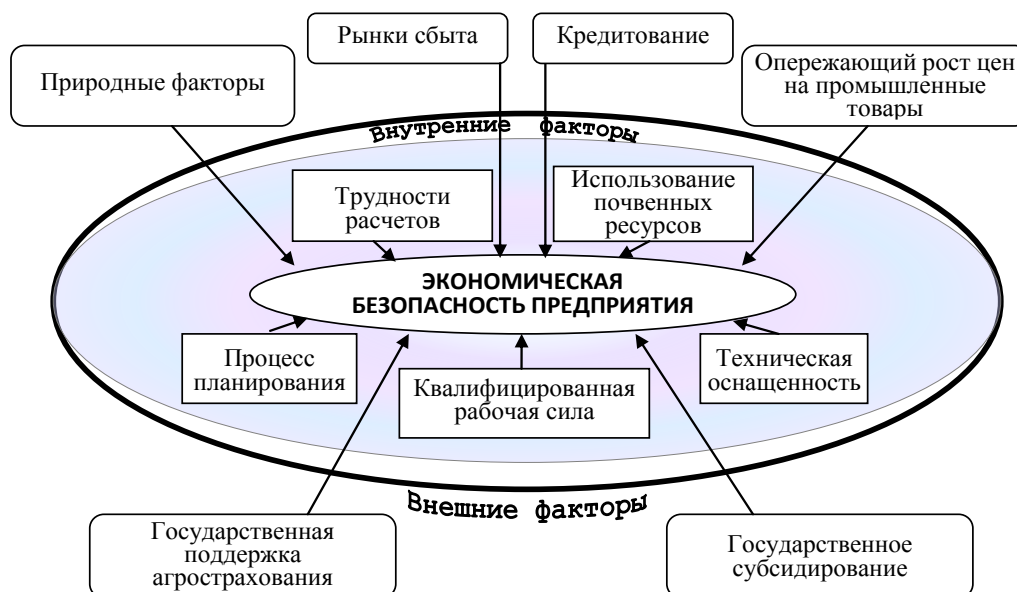 Рынки сбыта
Кредитование
Природные факторы
Опережающий рост цен
на промышленные
товары
Внутренние факторы
Трудности
расчетов
Использование
почвенных
ресурсов
ЭКОНОМИЧЕСКАЯ
БЕЗОПАСНОСТЬ ПРЕДПРИЯТИЯ
Процесс
планирования
Квалифицированная
рабочая сила
Техническая
оснащенность
Внешние факторы
Государственная
поддержка
агрострахования
Государственное
субсидирование